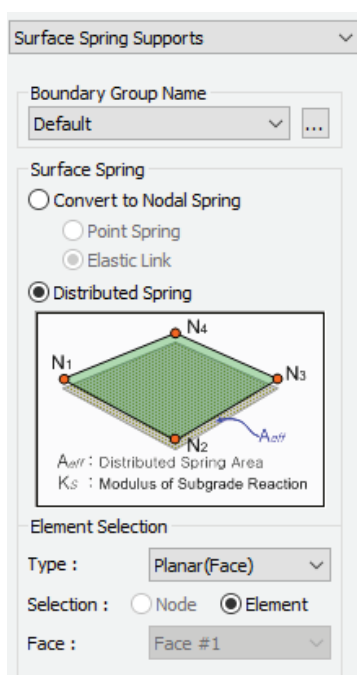 Surface Spring Supports
Boundary Group Name
Default
...
Surface Spring
Convert to Nodal Spring
Point Spring
Elastic Link
Distributed Spring
N4
N1
N3
N2
Aeff
Aeff : Distributed Spring Area
KS : Modulus of Subgrade Reaction
Element Selection
Type : Planar(Face)
Selection : Node Element
Face : Face #1